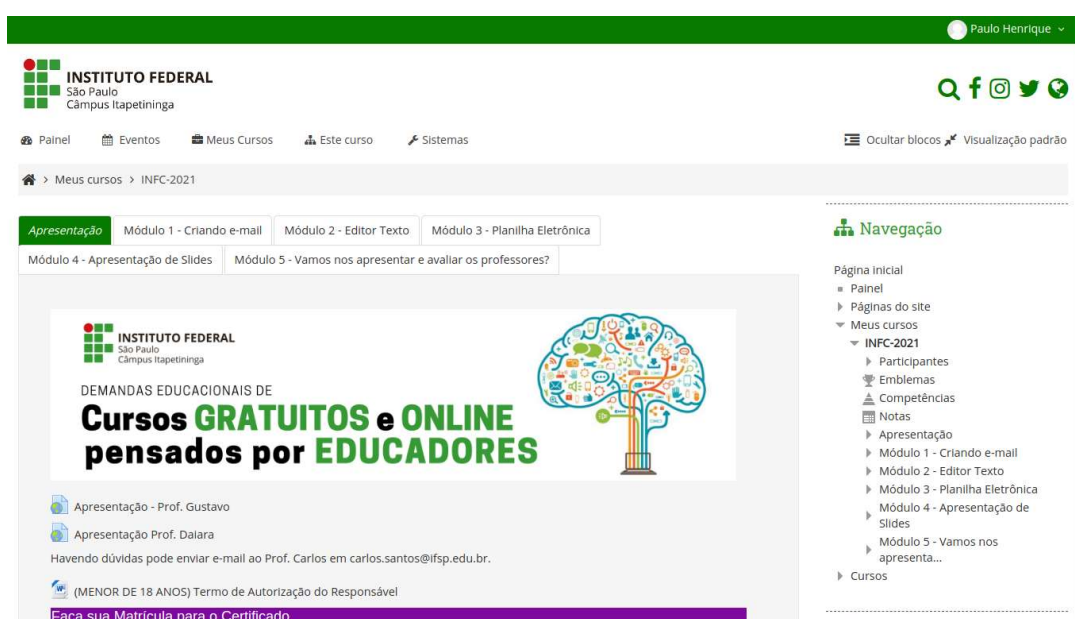 Paulo Henrique
INSTITUTO FEDERAL
São Paulo
Câmpus Itapetininga
Painel
Eventos
Meus Cursos
Este curso
Sistemas
Ocultar blocos
Visualização padrão
Meus cursos > INFC-2021
Apresentação
Módulo 1 - Criando e-mail
Módulo 2 - Editor Texto
Módulo 3 - Planilha Eletrônica
Módulo 4 - Apresentação de Slides
Módulo 5 - Vamos nos apresentar e avaliar os professores?
INSTITUTO FEDERAL
São Paulo
Câmpus Itapetininga
DEMANDAS EDUCACIONAIS DE
Cursos GRATUITOS e ONLINE
pensados por EDUCADORES
Apresentação - Prof. Gustavo
Apresentação Prof. Daiara
Havendo dúvidas pode enviar e-mail ao Prof. Carlos em carlos.santos@ifsp.edu.br.
(MENOR DE 18 ANOS) Termo de Autorização do Responsável
Faça sua Matrícula para o Certificado
Navegação
Página inicial
Painel
Páginas do site
Meus cursos
INFC-2021
Participantes
Emblemas
Competências
Notas
Apresentação
Módulo 1 - Criando e-mail
Módulo 2 - Editor Texto
Módulo 3 - Planilha Eletrônica
Módulo 4 - Apresentação de
Slides
Módulo 5 - Vamos nos
apresenta...
Cursos